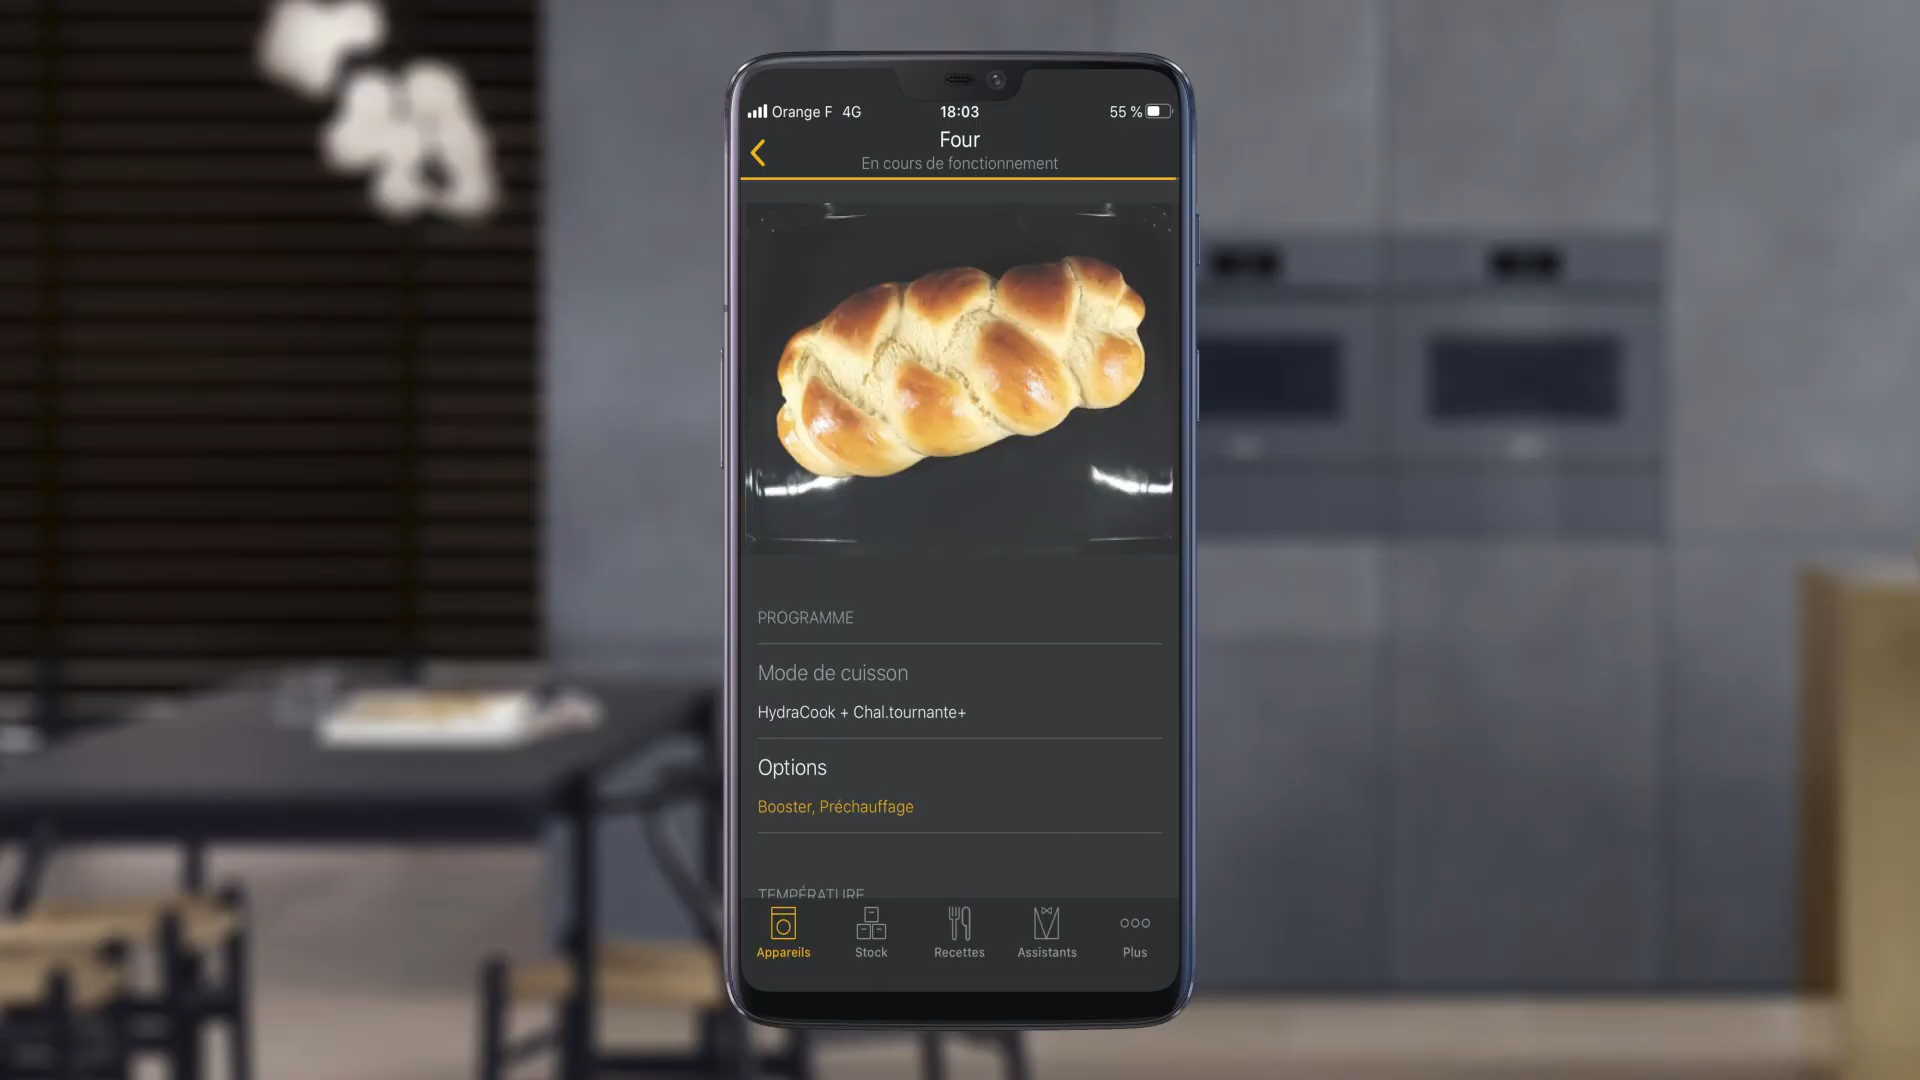 Orange F 4G 18:03 55 %
Four
En cours de fonctionnement
PROGRAMME
Mode de cuisson
HydraCook + Chal.tournante+
Options
Booster, Préchauffage
TEMPÉRATURE
Appareils Stock Recettes Assistants Plus